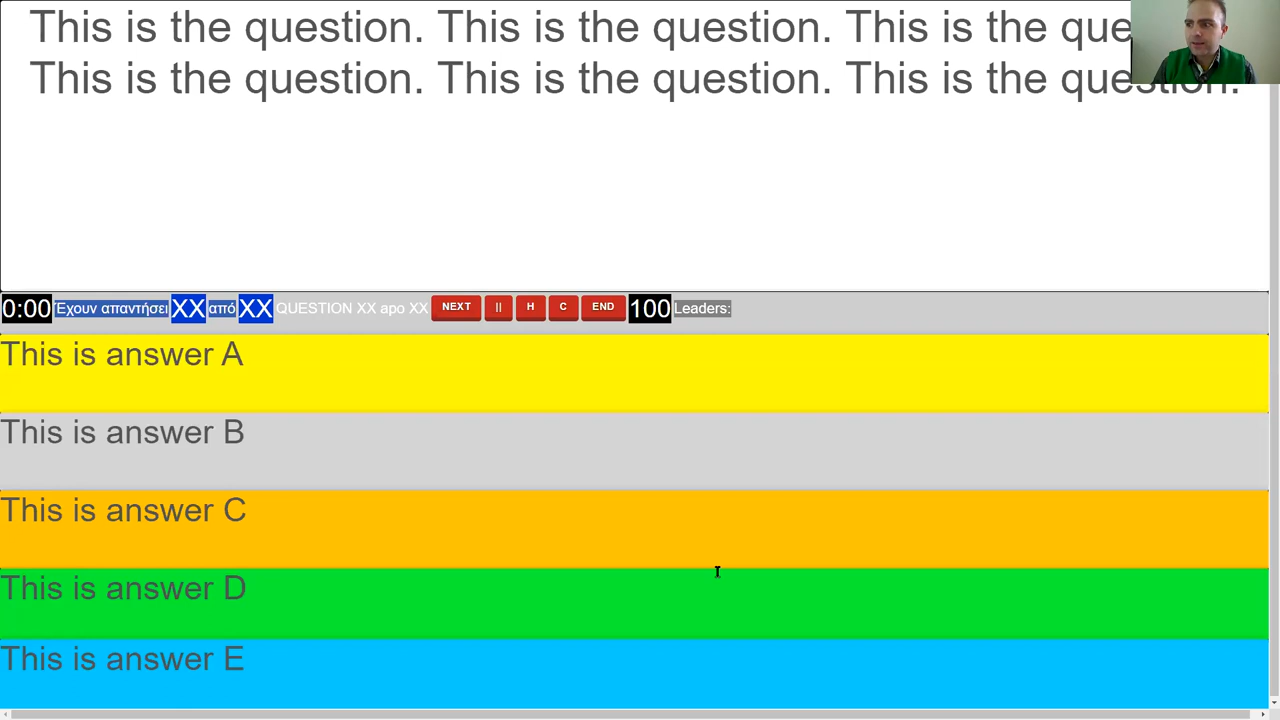 This is the question. This is the question. This is the que
This is the question. This is the question. This is the question.
0:00 Έχουν απαντήσει XX από XX QUESTION XX apo XX NEXT || H C END 100 Leaders:
This is answer A
This is answer B
This is answer C
This is answer D
This is answer E